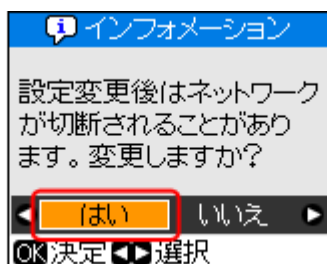 インフォメーション
設定変更後はネットワーク
が切断されることがあり
ます。変更しますか?
はい いいえ
OK決定 選択